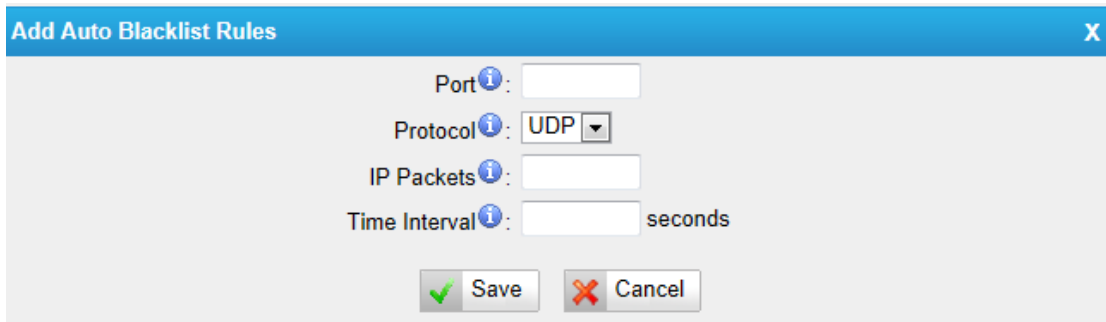 Add Auto Blacklist Rules X
Port i :
Protocol i : UDP
IP Packets i :
Time Interval i : seconds
Save Cancel